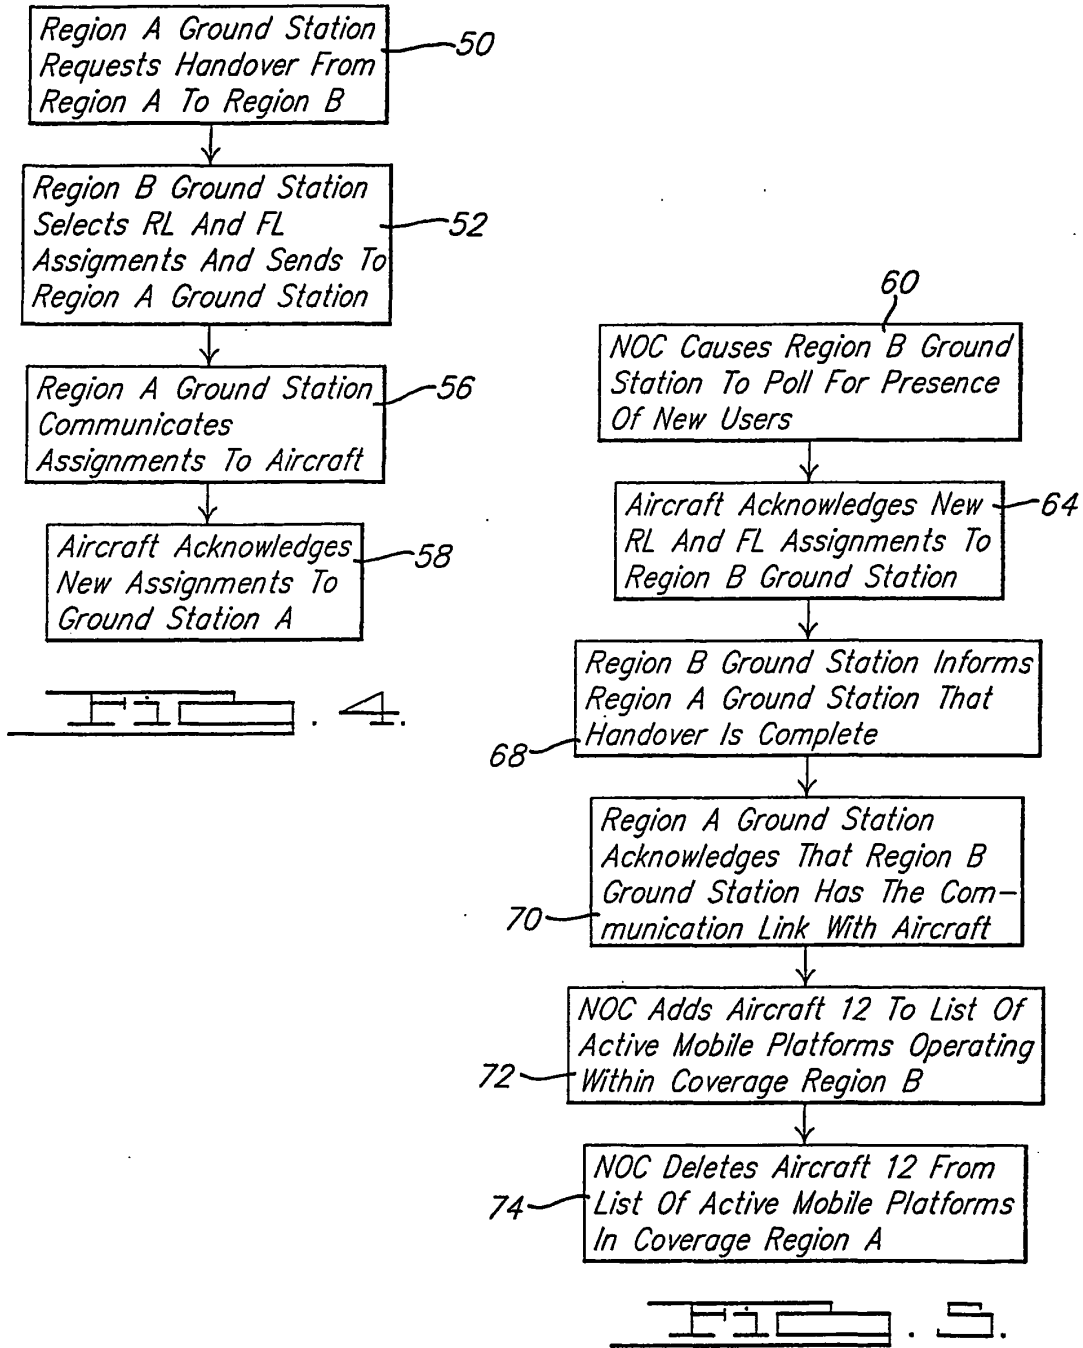 Region A Ground Station
Requests Handover From
Region A To Region B
50
Region B Ground Station
Selects RL And FL
Assigments And Sends To
Region A Ground Station
52
Region A Ground Station
Communicates
Assignments To Aircraft
56
Aircraft Acknowledges
New Assignments To
Ground Station A
58
FIG. 4.
60
NOC Causes Region B Ground
Station To Poll For Presence
Of New Users
Aircraft Acknowledges New
RL And FL Assignments To
Region B Ground Station
64
Region B Ground Station Informs
Region A Ground Station That
Handover Is Complete
68
Region A Ground Station
Acknowledges That Region B
Ground Station Has The Com-
munication Link With Aircraft
70
NOC Adds Aircraft 12 To List Of
Active Mobile Platforms Operating
Within Coverage Region B
72
NOC Deletes Aircraft 12 From
List Of Active Mobile Platforms
In Coverage Region A
74
FIG. 5.